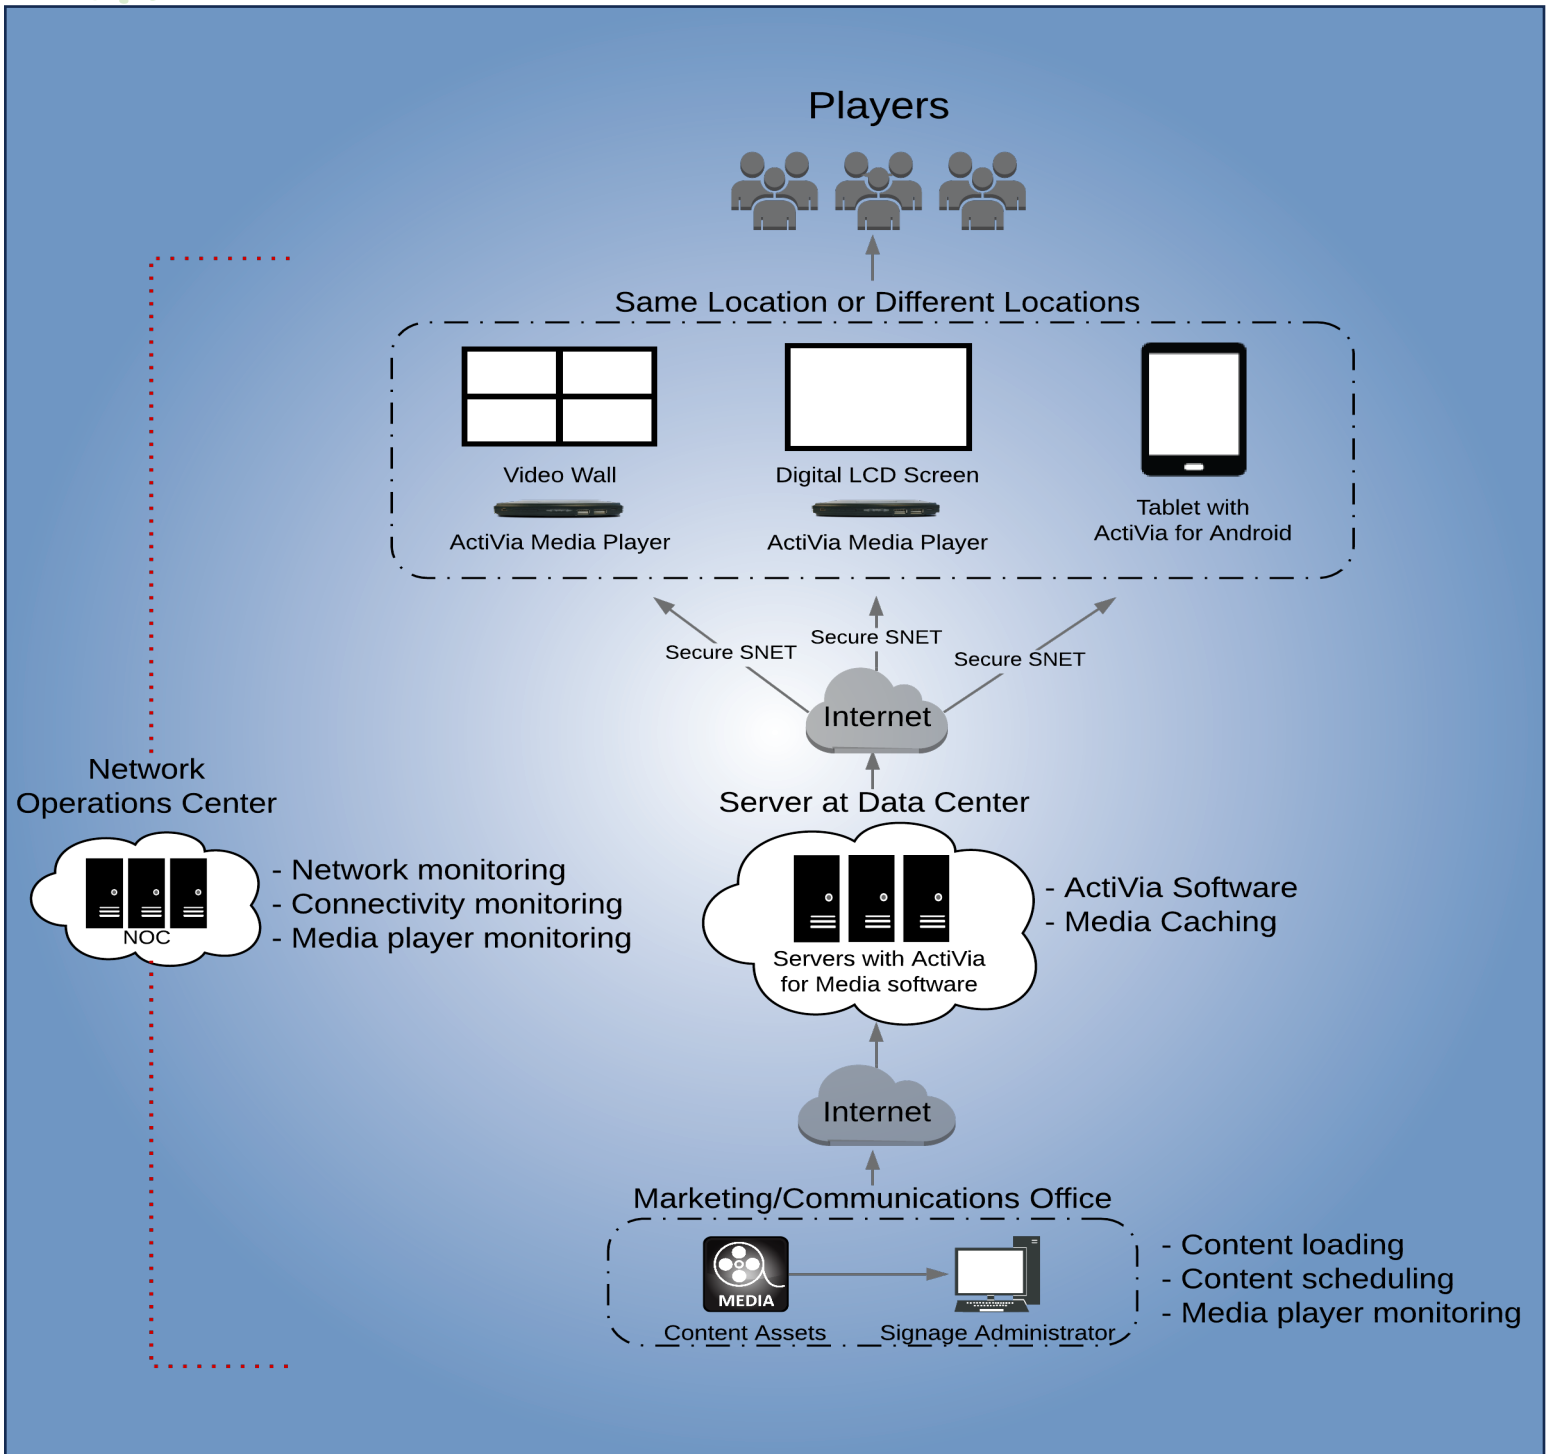 Players
Same Location or Different Locations
Video Wall
ActiVia Media Player
Digital LCD Screen
ActiVia Media Player
Tablet with
ActiVia for Android
Secure SNET
Secure SNET
Secure SNET
Internet
Network
Operations Center
NOC
- Network monitoring
- Connectivity monitoring
- Media player monitoring
Server at Data Center
Servers with ActiVia
for Media software
- ActiVia Software
- Media Caching
Internet
Marketing/Communications Office
MEDIA
Content Assets
Signage Administrator
- Content loading
- Content scheduling
- Media player monitoring